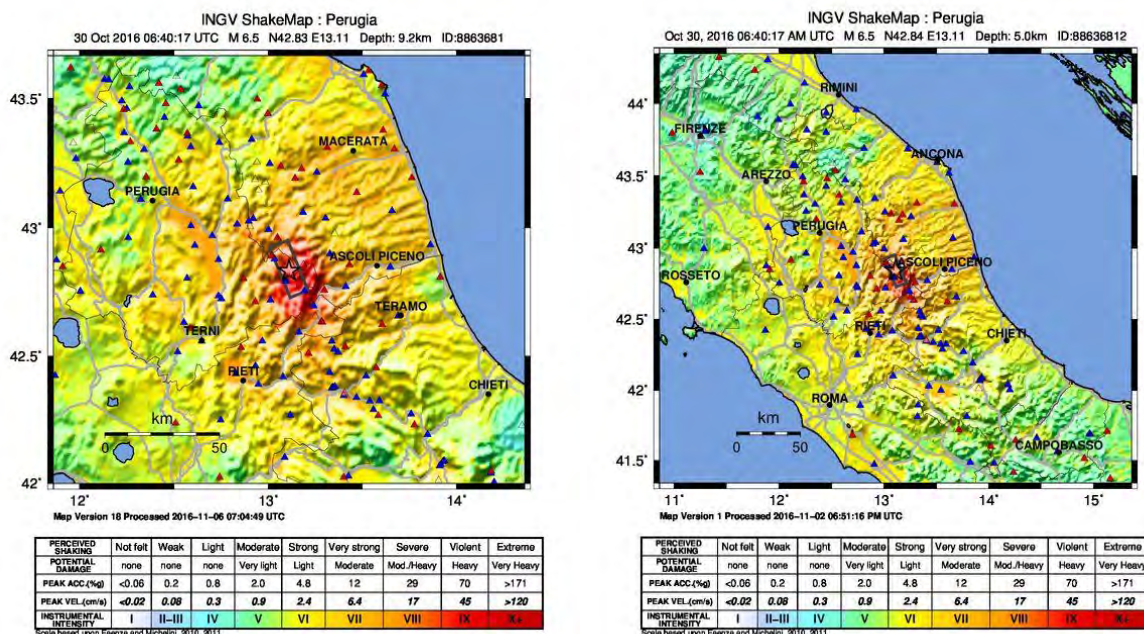 INGV ShakeMap : Perugia
30 Oct 2016 06:40:17 UTC M 6.5 N42.83 E13.11 Depth: 9.2km ID:8863681
43.5˚
43˚
42.5˚
42˚
12˚ 13˚ 14˚
MACERATA
PERUGIA
ASCOLI PICENO
TERAMO
TERNI
RIETI
CHIETI
km
0 50
Map Version 18 Processed 2016-11-06 07:04:49 UTC
PERCEIVED SHAKING Not felt Weak Light Moderate Strong Very strong Severe Violent Extreme
POTENTIAL DAMAGE none none none Very light Light Moderate Mod./Heavy Heavy Very Heavy
PEAK ACC.(%g) <0.06 0.2 0.8 2.0 4.8 12 29 70 >171
PEAK VEL.(cm/s) <0.02 0.08 0.3 0.9 2.4 6.4 17 45 >120
INSTRUMENTAL INTENSITY I II-III IV V VI VII VIII IX X+
Scale based upon Faenza and Michelini, 2010, 2011
INGV ShakeMap : Perugia
Oct 30, 2016 06:40:17 AM UTC M 6.5 N42.84 E13.11 Depth: 5.0km ID:88636812
44˚
43.5˚
43˚
42.5˚
42˚
41.5˚
11˚ 12˚ 13˚ 14˚ 15˚
RIMINI
FIRENZE
ANCONA
AREZZO
PERUGIA
ASCOLI PICENO
ROSSETO
RIETI
CHIETI
ROMA
CAMPOBASSO
km
0 50
Map Version 1 Processed 2016-11-02 06:51:16 PM UTC
PERCEIVED SHAKING Not felt Weak Light Moderate Strong Very strong Severe Violent Extreme
POTENTIAL DAMAGE none none none Very light Light Moderate Mod./Heavy Heavy Very Heavy
PEAK ACC.(%g) <0.06 0.2 0.8 2.0 4.8 12 29 70 >171
PEAK VEL.(cm/s) <0.02 0.08 0.3 0.9 2.4 6.4 17 45 >120
INSTRUMENTAL INTENSITY I II-III IV V VI VII VIII IX X+
Scale based upon Faenza and Michelini, 2010, 2011